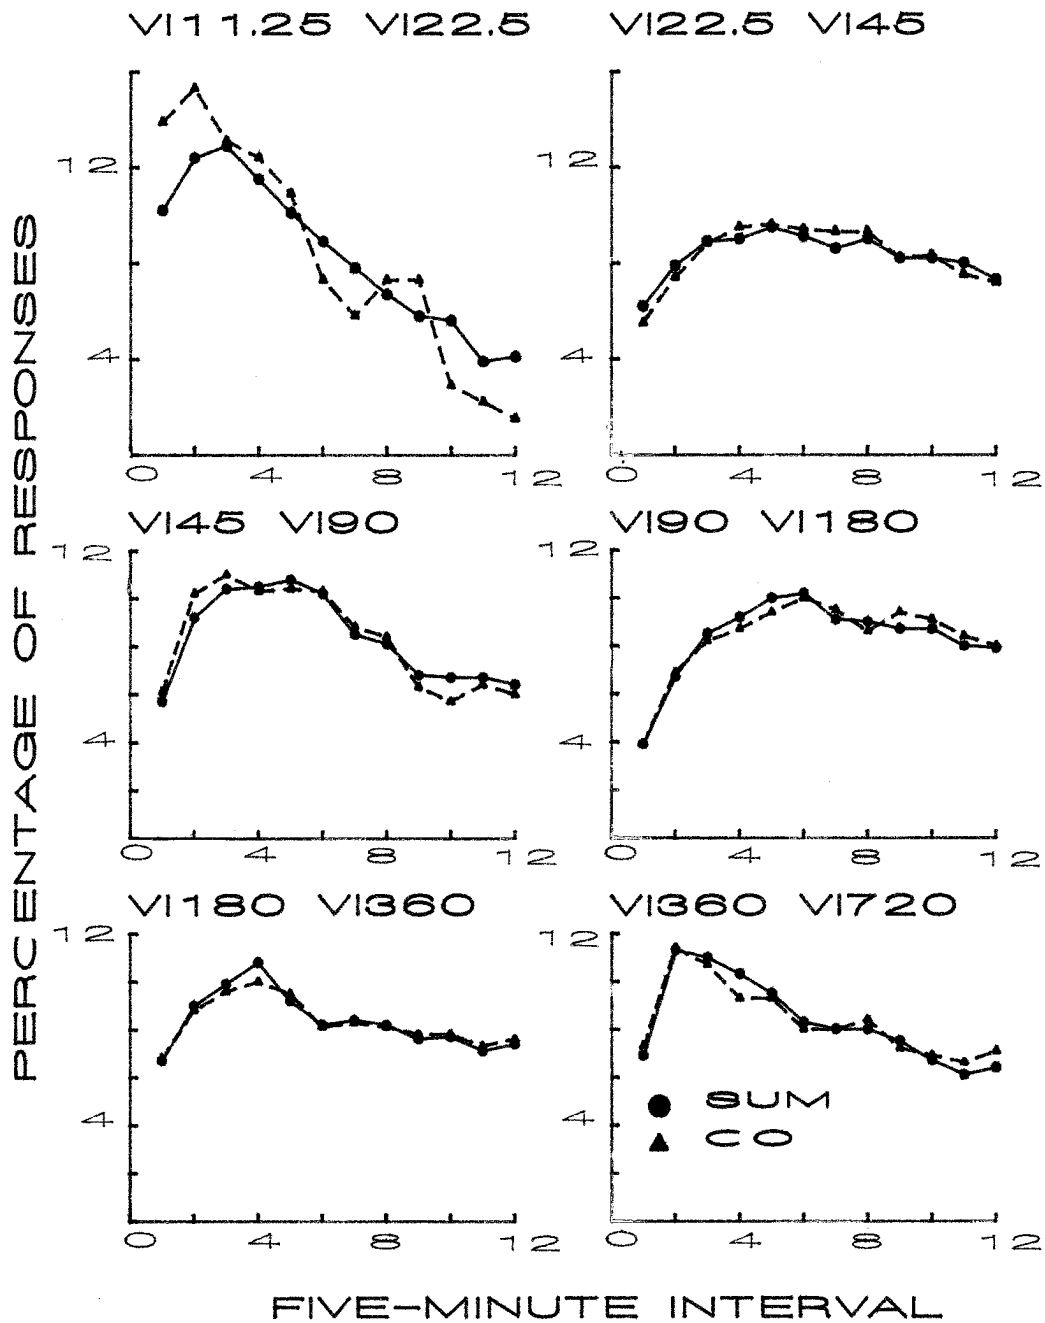 VI11.25 VI22.5
VI22.5 VI45
12
4
0 4 8 12
12
4
0 4 8 12
VI45 VI90
VI90 VI180
12
4
0 4 8 12
12
4
0 4 8 12
VI180 VI360
VI360 VI720
12
4
0 4 8 12
12
4
0 4 8 12
SUM
CO
PERCENTAGE OF RESPONSES
FIVE-MINUTE INTERVAL